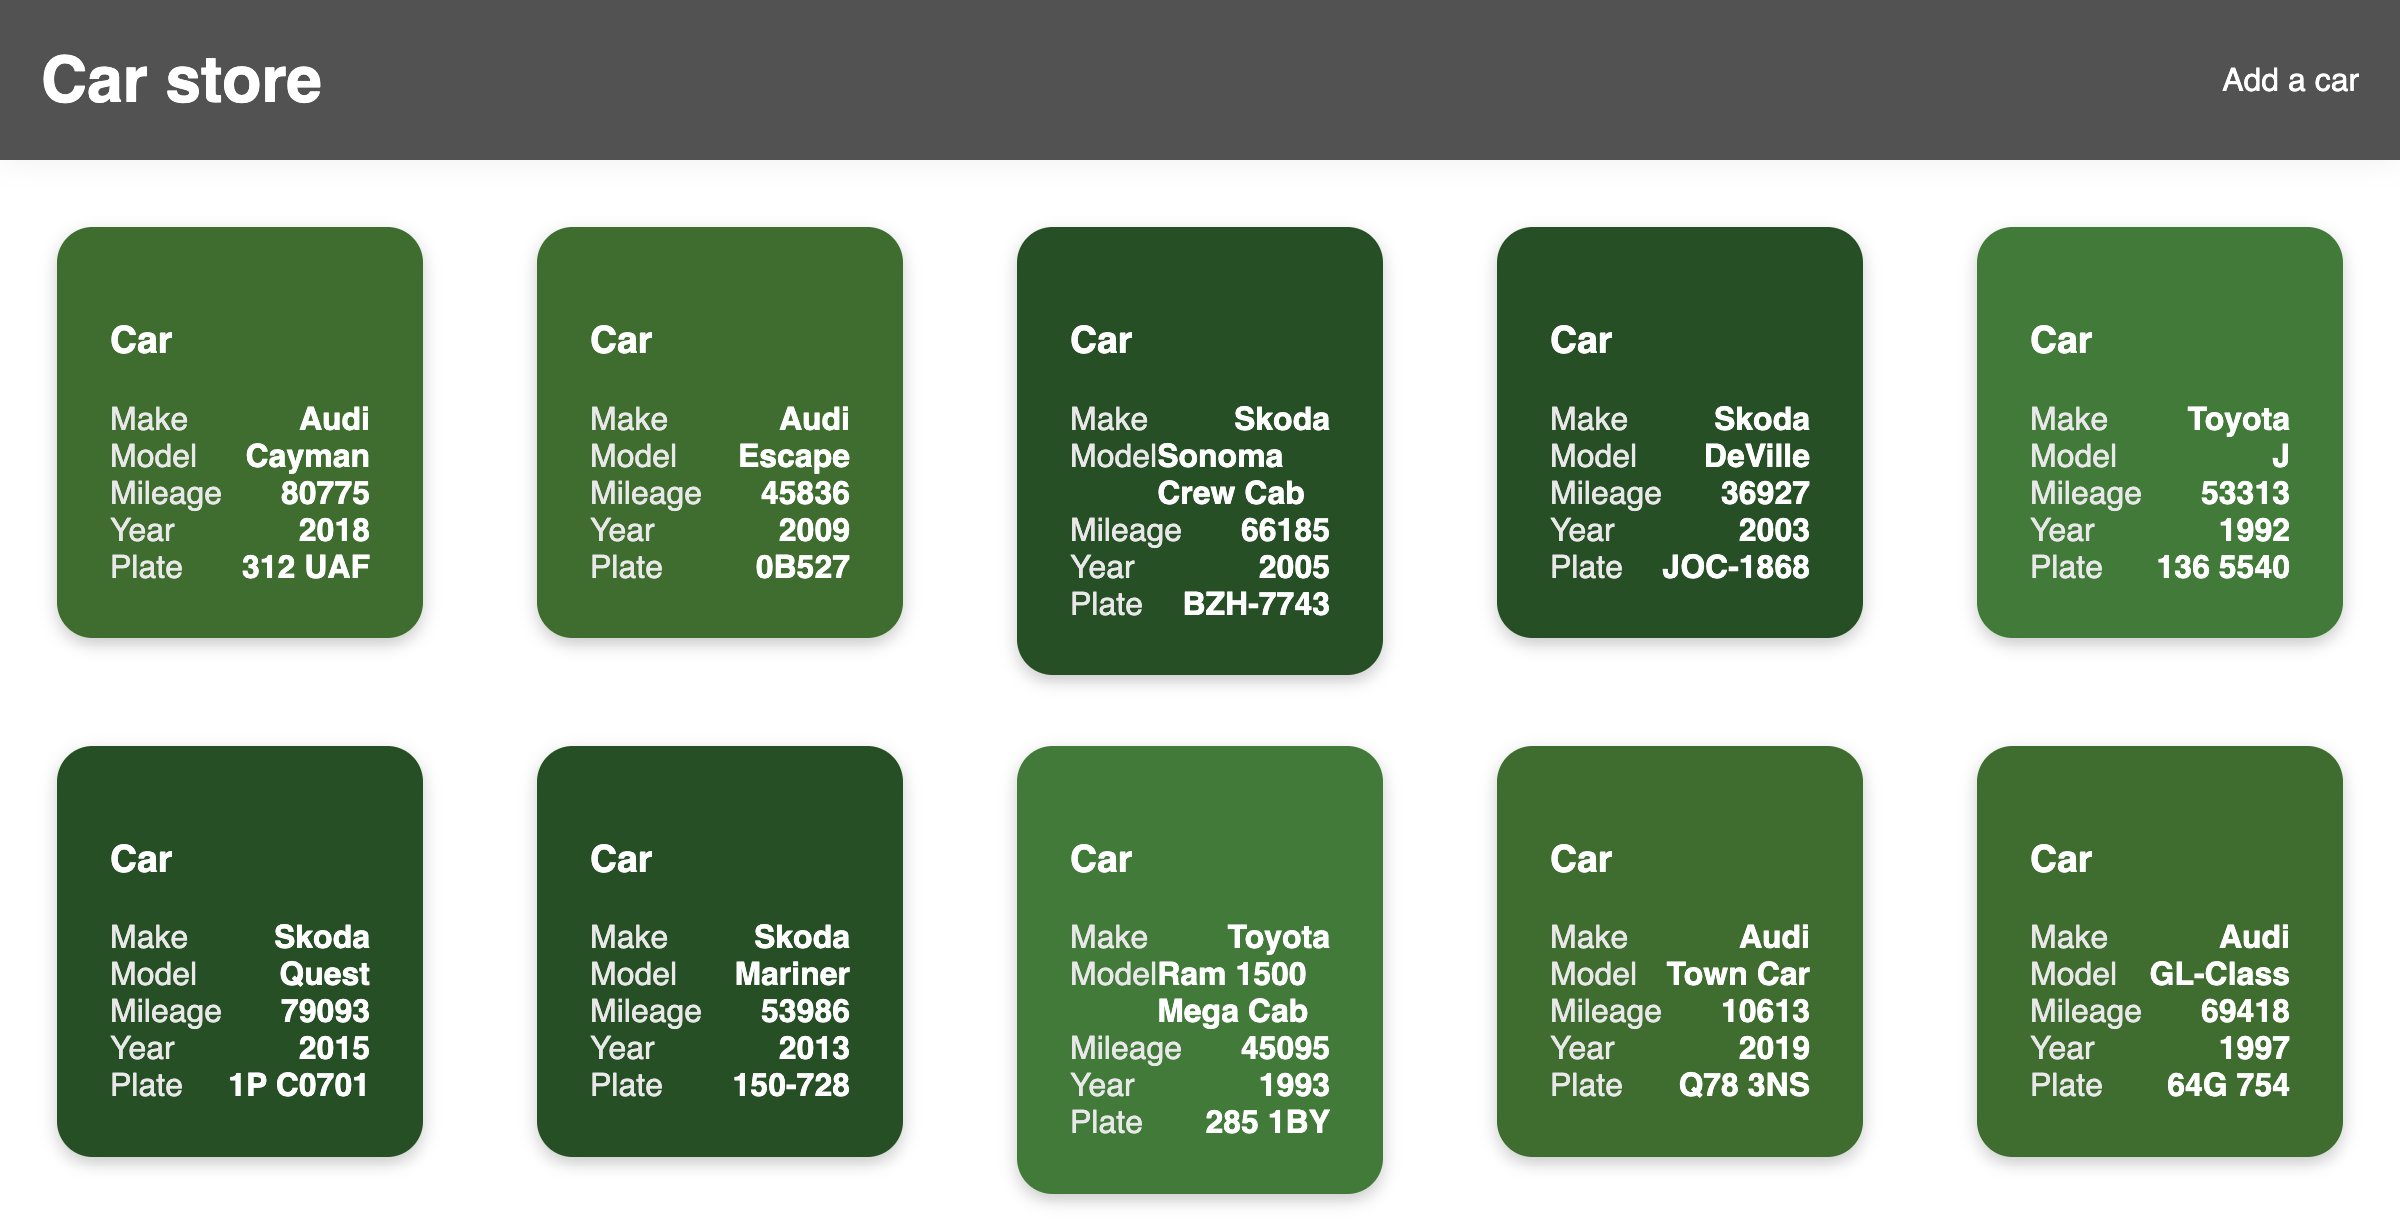 Car store
Add a car
Car
Make Audi
Model Cayman
Mileage 80775
Year 2018
Plate 312 UAF
Car
Make Audi
Model Escape
Mileage 45836
Year 2009
Plate 0B527
Car
Make Skoda
Model Sonoma
Crew Cab
Mileage 66185
Year 2005
Plate BZH-7743
Car
Make Skoda
Model DeVille
Mileage 36927
Year 2003
Plate JOC-1868
Car
Make Toyota
Model J
Mileage 53313
Year 1992
Plate 136 5540
Car
Make Skoda
Model Quest
Mileage 79093
Year 2015
Plate 1P C0701
Car
Make Skoda
Model Mariner
Mileage 53986
Year 2013
Plate 150-728
Car
Make Toyota
Model Ram 1500
Mega Cab
Mileage 45095
Year 1993
Plate 285 1BY
Car
Make Audi
Model Town Car
Mileage 10613
Year 2019
Plate Q78 3NS
Car
Make Audi
Model GL-Class
Mileage 69418
Year 1997
Plate 64G 754